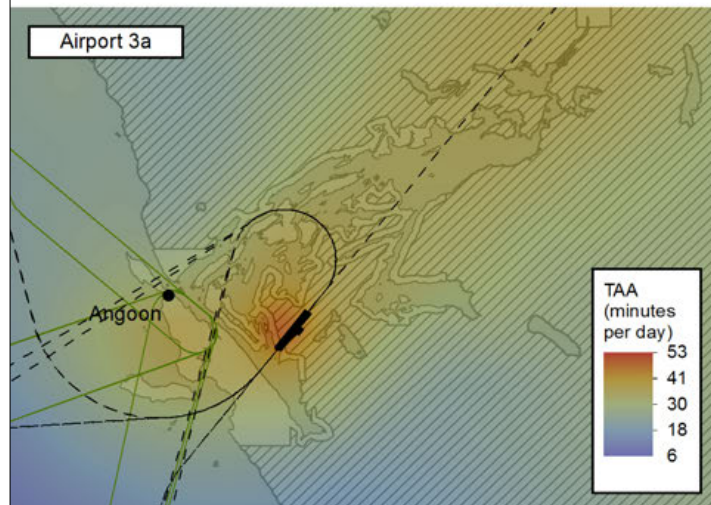 Airport 3a
Angoon
TAA
(minutes
per day)
53
41
30
18
6